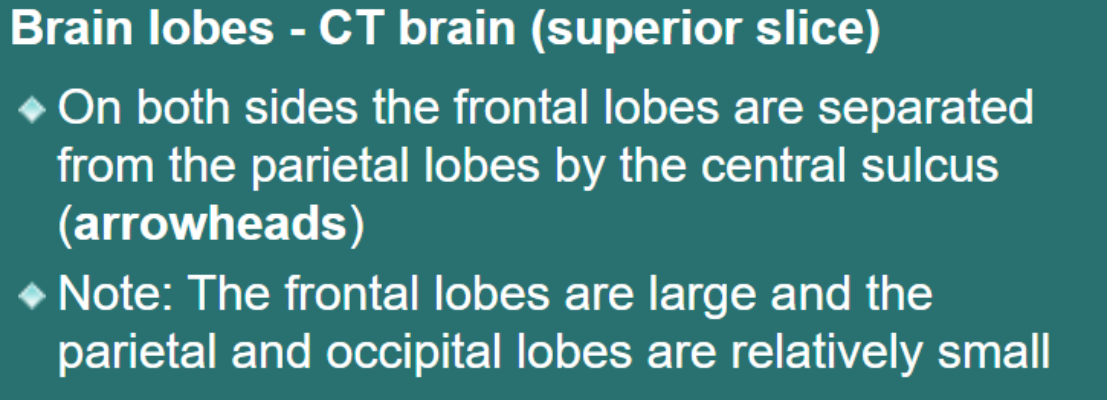 Brain lobes - CT brain (superior slice)
On both sides the frontal lobes are separated
from the parietal lobes by the central sulcus
(arrowheads)
Note: The frontal lobes are large and the
parietal and occipital lobes are relatively small